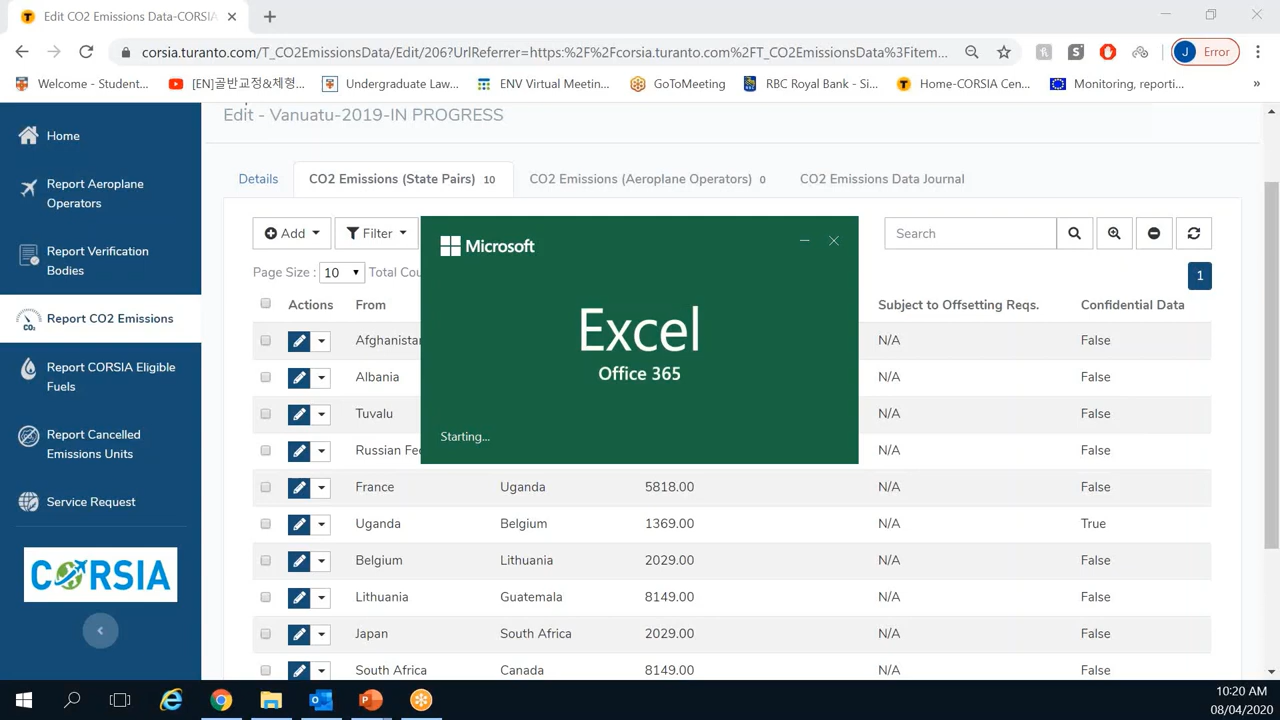 Edit CO2 Emissions Data-CORSIA
corsia.turanto.com/T_CO2EmissionsData/Edit/206?UrlReferrer=https:%2F%2Fcorsia.turanto.com%2FT_CO2EmissionsData%3Fitem...
J Error
Welcome - Student...
[EN]골반교정&체형...
Undergraduate Law...
ENV Virtual Meetin...
GoToMeeting
RBC Royal Bank - Si...
Home-CORSIA Cen...
Monitoring, reporti...
»
Edit - Vanuatu-2019-IN PROGRESS
Home
Report Aeroplane
Operators
Report Verification
Bodies
Report CO2 Emissions
Report CORSIA Eligible
Fuels
Report Cancelled
Emissions Units
Service Request
CORSIA
Details
CO2 Emissions (State Pairs) 10
CO2 Emissions (Aeroplane Operators) 0
CO2 Emissions Data Journal
Add
Filter
Search
Page Size : 10 Total Cou
1
Actions From Subject to Offsetting Reqs. Confidential Data
Afghanistan N/A False
Albania N/A False
Tuvalu N/A False
Russian Fe N/A False
France Uganda 5818.00 N/A False
Uganda Belgium 1369.00 N/A True
Belgium Lithuania 2029.00 N/A False
Lithuania Guatemala 8149.00 N/A False
Japan South Africa 2029.00 N/A False
South Africa Canada 8149.00 N/A False
Microsoft
Excel
Office 365
Starting...
10:20 AM
08/04/2020